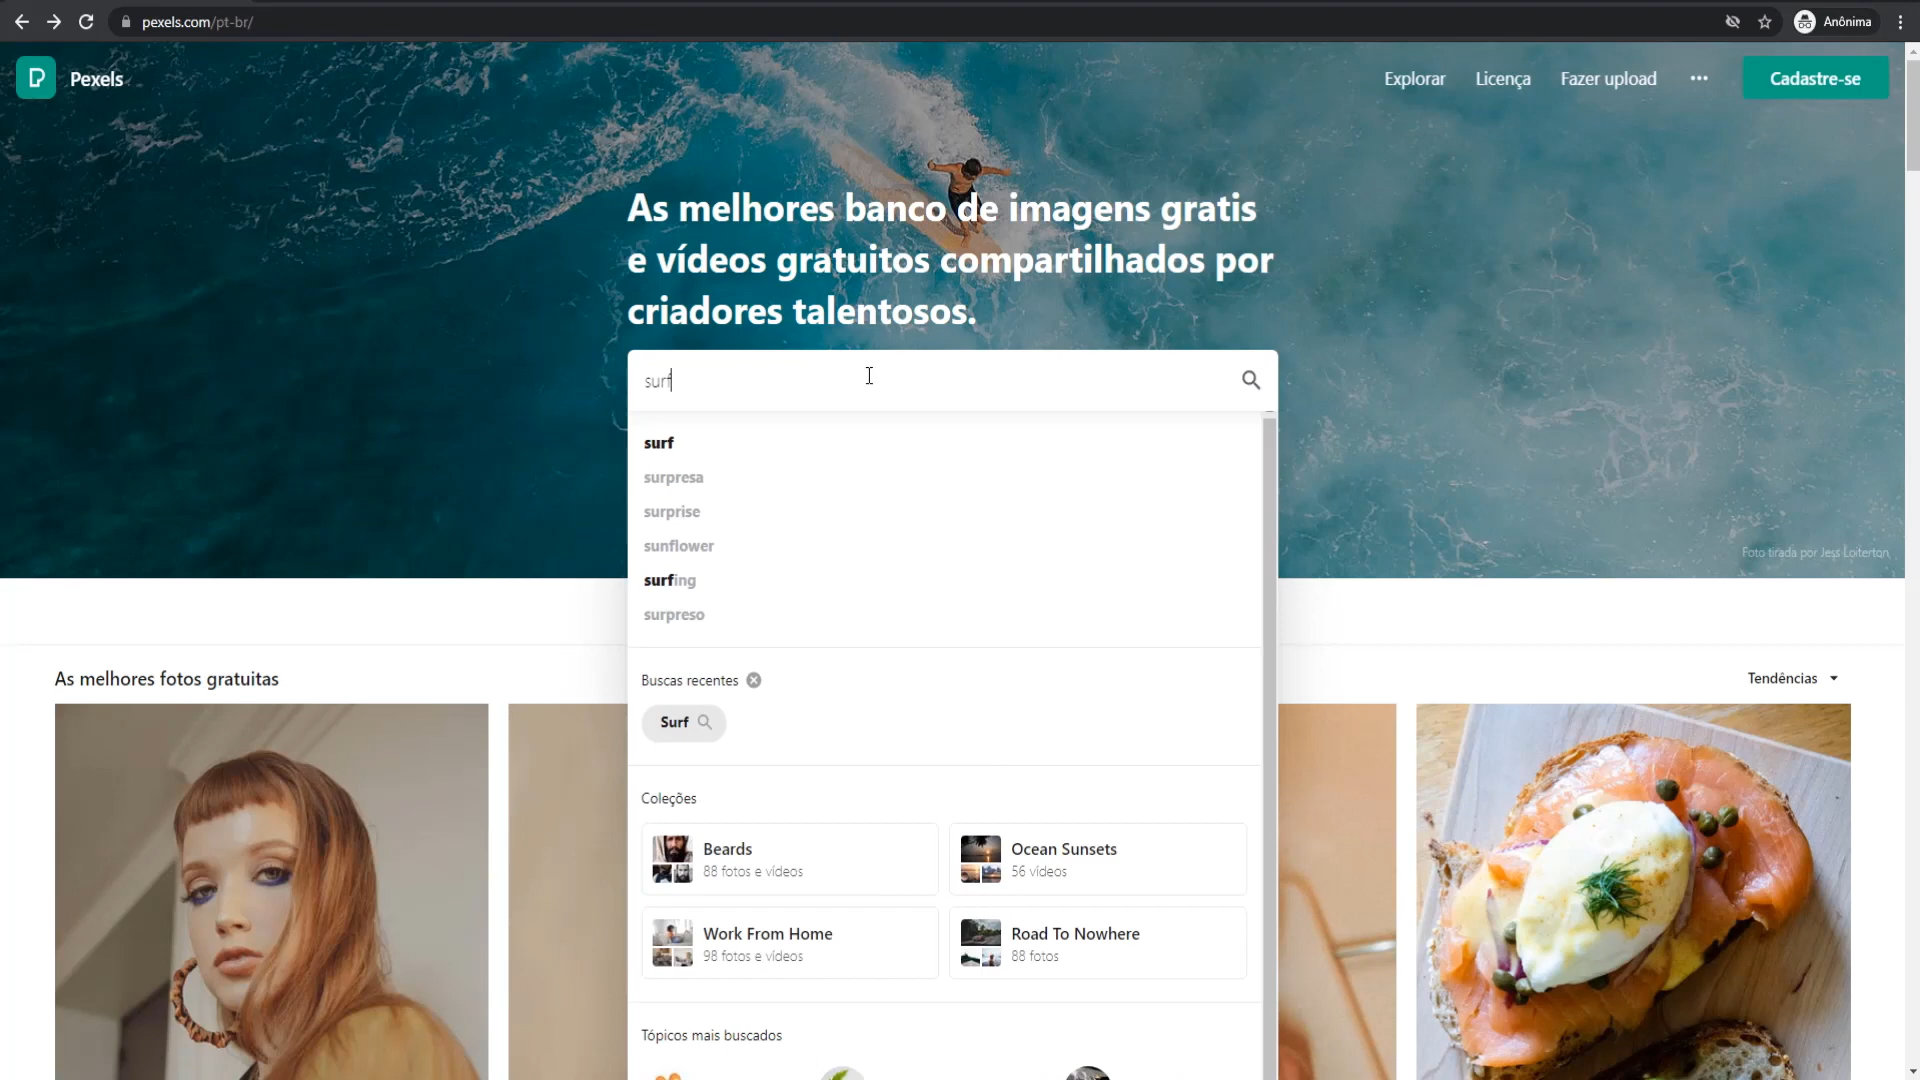 pexels.com/pt-br/
Anônima
Pexels
Explorar
Licença
Fazer upload
Cadastre-se
As melhores banco de imagens gratis
e vídeos gratuitos compartilhados por
criadores talentosos.
surf
surf
surpresa
surprise
sunflower
surfing
surpreso
Foto tirada por Jess Loiterton
As melhores fotos gratuitas
Tendências
Buscas recentes
Surf
Coleções
Beards
88 fotos e vídeos
Ocean Sunsets
56 vídeos
Work From Home
98 fotos e vídeos
Road To Nowhere
88 fotos
Tópicos mais buscados